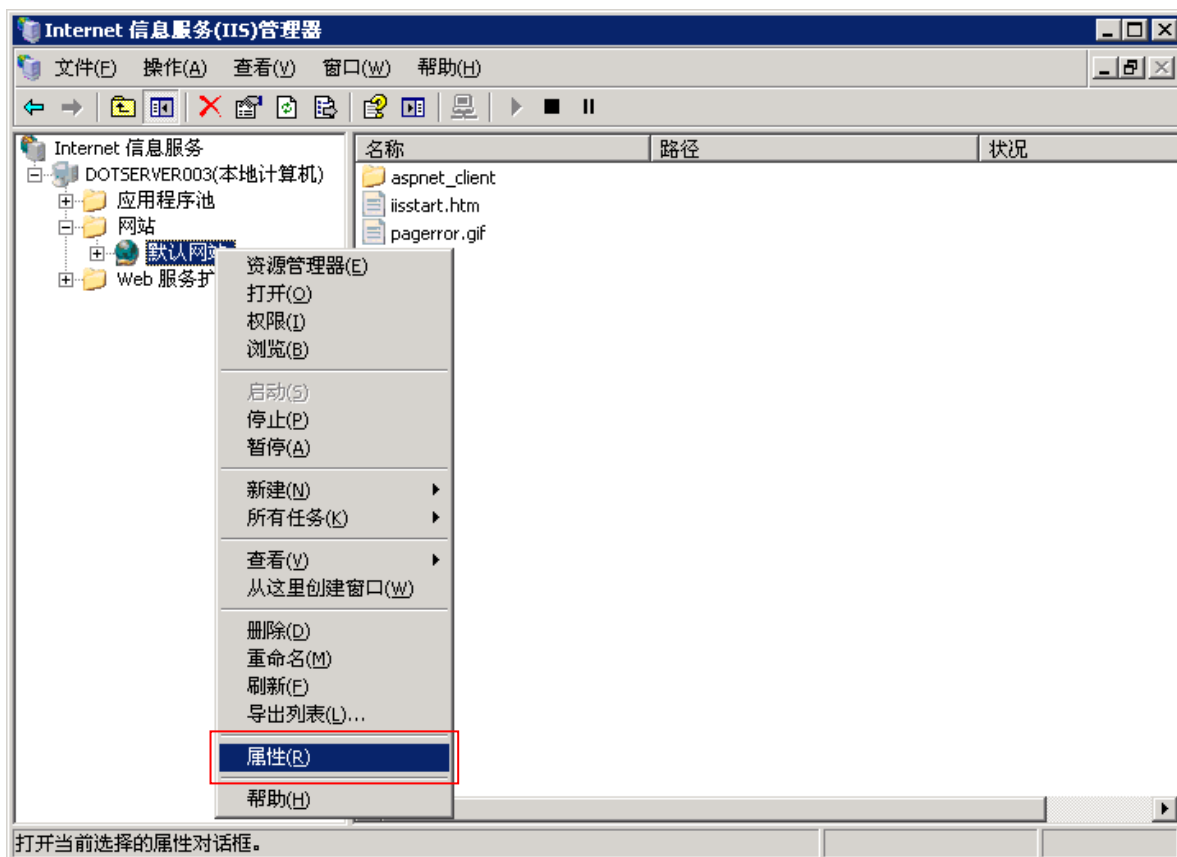 Internet 信息服务(IIS)管理器
文件(F) 操作(A) 查看(V) 窗口(W) 帮助(H)
Internet 信息服务
DOTSERVER003(本地计算机)
应用程序池
网站
默认网站
Web 服务扩
名称 路径 状况
aspnet_client
iisstart.htm
pagerror.gif
资源管理器(E)
打开(O)
权限(I)
浏览(B)
启动(S)
停止(P)
暂停(A)
新建(N)
所有任务(K)
查看(V)
从这里创建窗口(W)
删除(D)
重命名(M)
刷新(F)
导出列表(L)...
属性(R)
帮助(H)
打开当前选择的属性对话框。